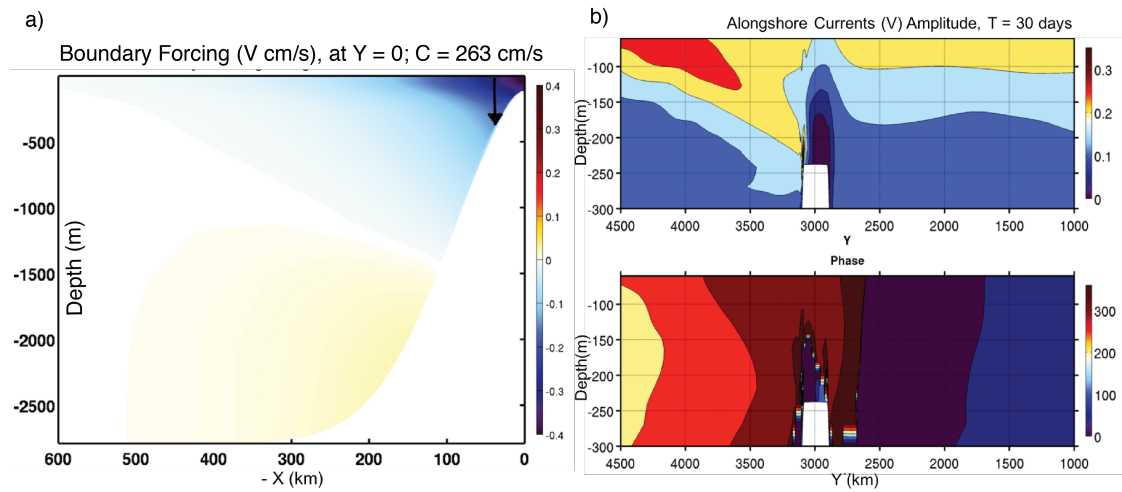 a)
Boundary Forcing (V cm/s), at Y = 0; C = 263 cm/s
Depth (m)
-500
-1000
-1500
-2000
-2500
600 500 400 300 200 100 0
- X (km)
0.4
0.3
0.2
0.1
0
-0.1
-0.2
-0.3
-0.4
b)
Alongshore Currents (V) Amplitude, T = 30 days
Depth(m)
-100
-150
-200
-250
-300
4500 4000 3500 3000 2500 2000 1500 1000
Y
0.3
0.2
0.1
0
Phase
Depth(m)
-100
-150
-200
-250
-300
4500 4000 3500 3000 2500 2000 1500 1000
Y (km)
300
200
100
0